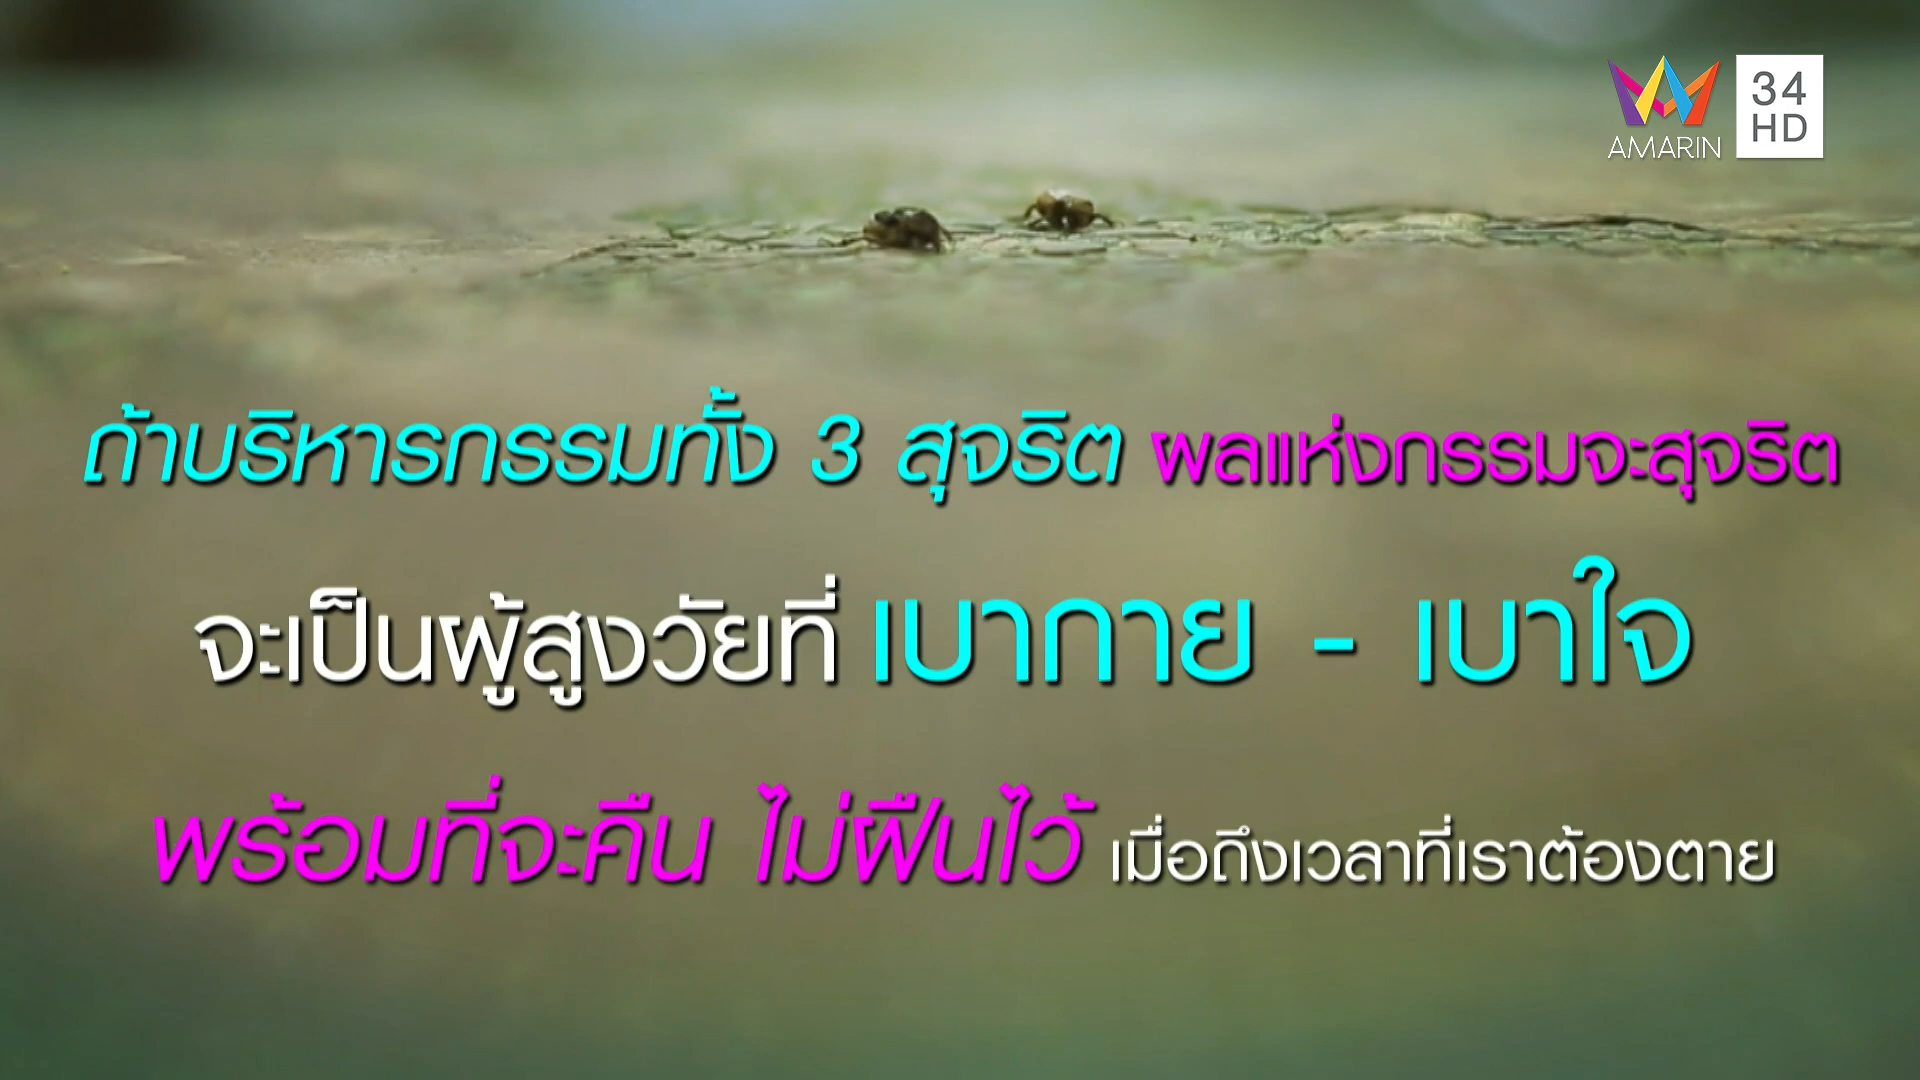 AMARIN
34
HD
ถ้าบริหารกรรมทั้ง 3 สุจริต ผลแห่งกรรมจะสุจริต
จะเป็นผู้สูงวัยที่ เบากาย - เบาใจ
พร้อมที่จะคืน ไม่ฝืนไว้ เมื่อถึงเวลาที่เราต้องตาย